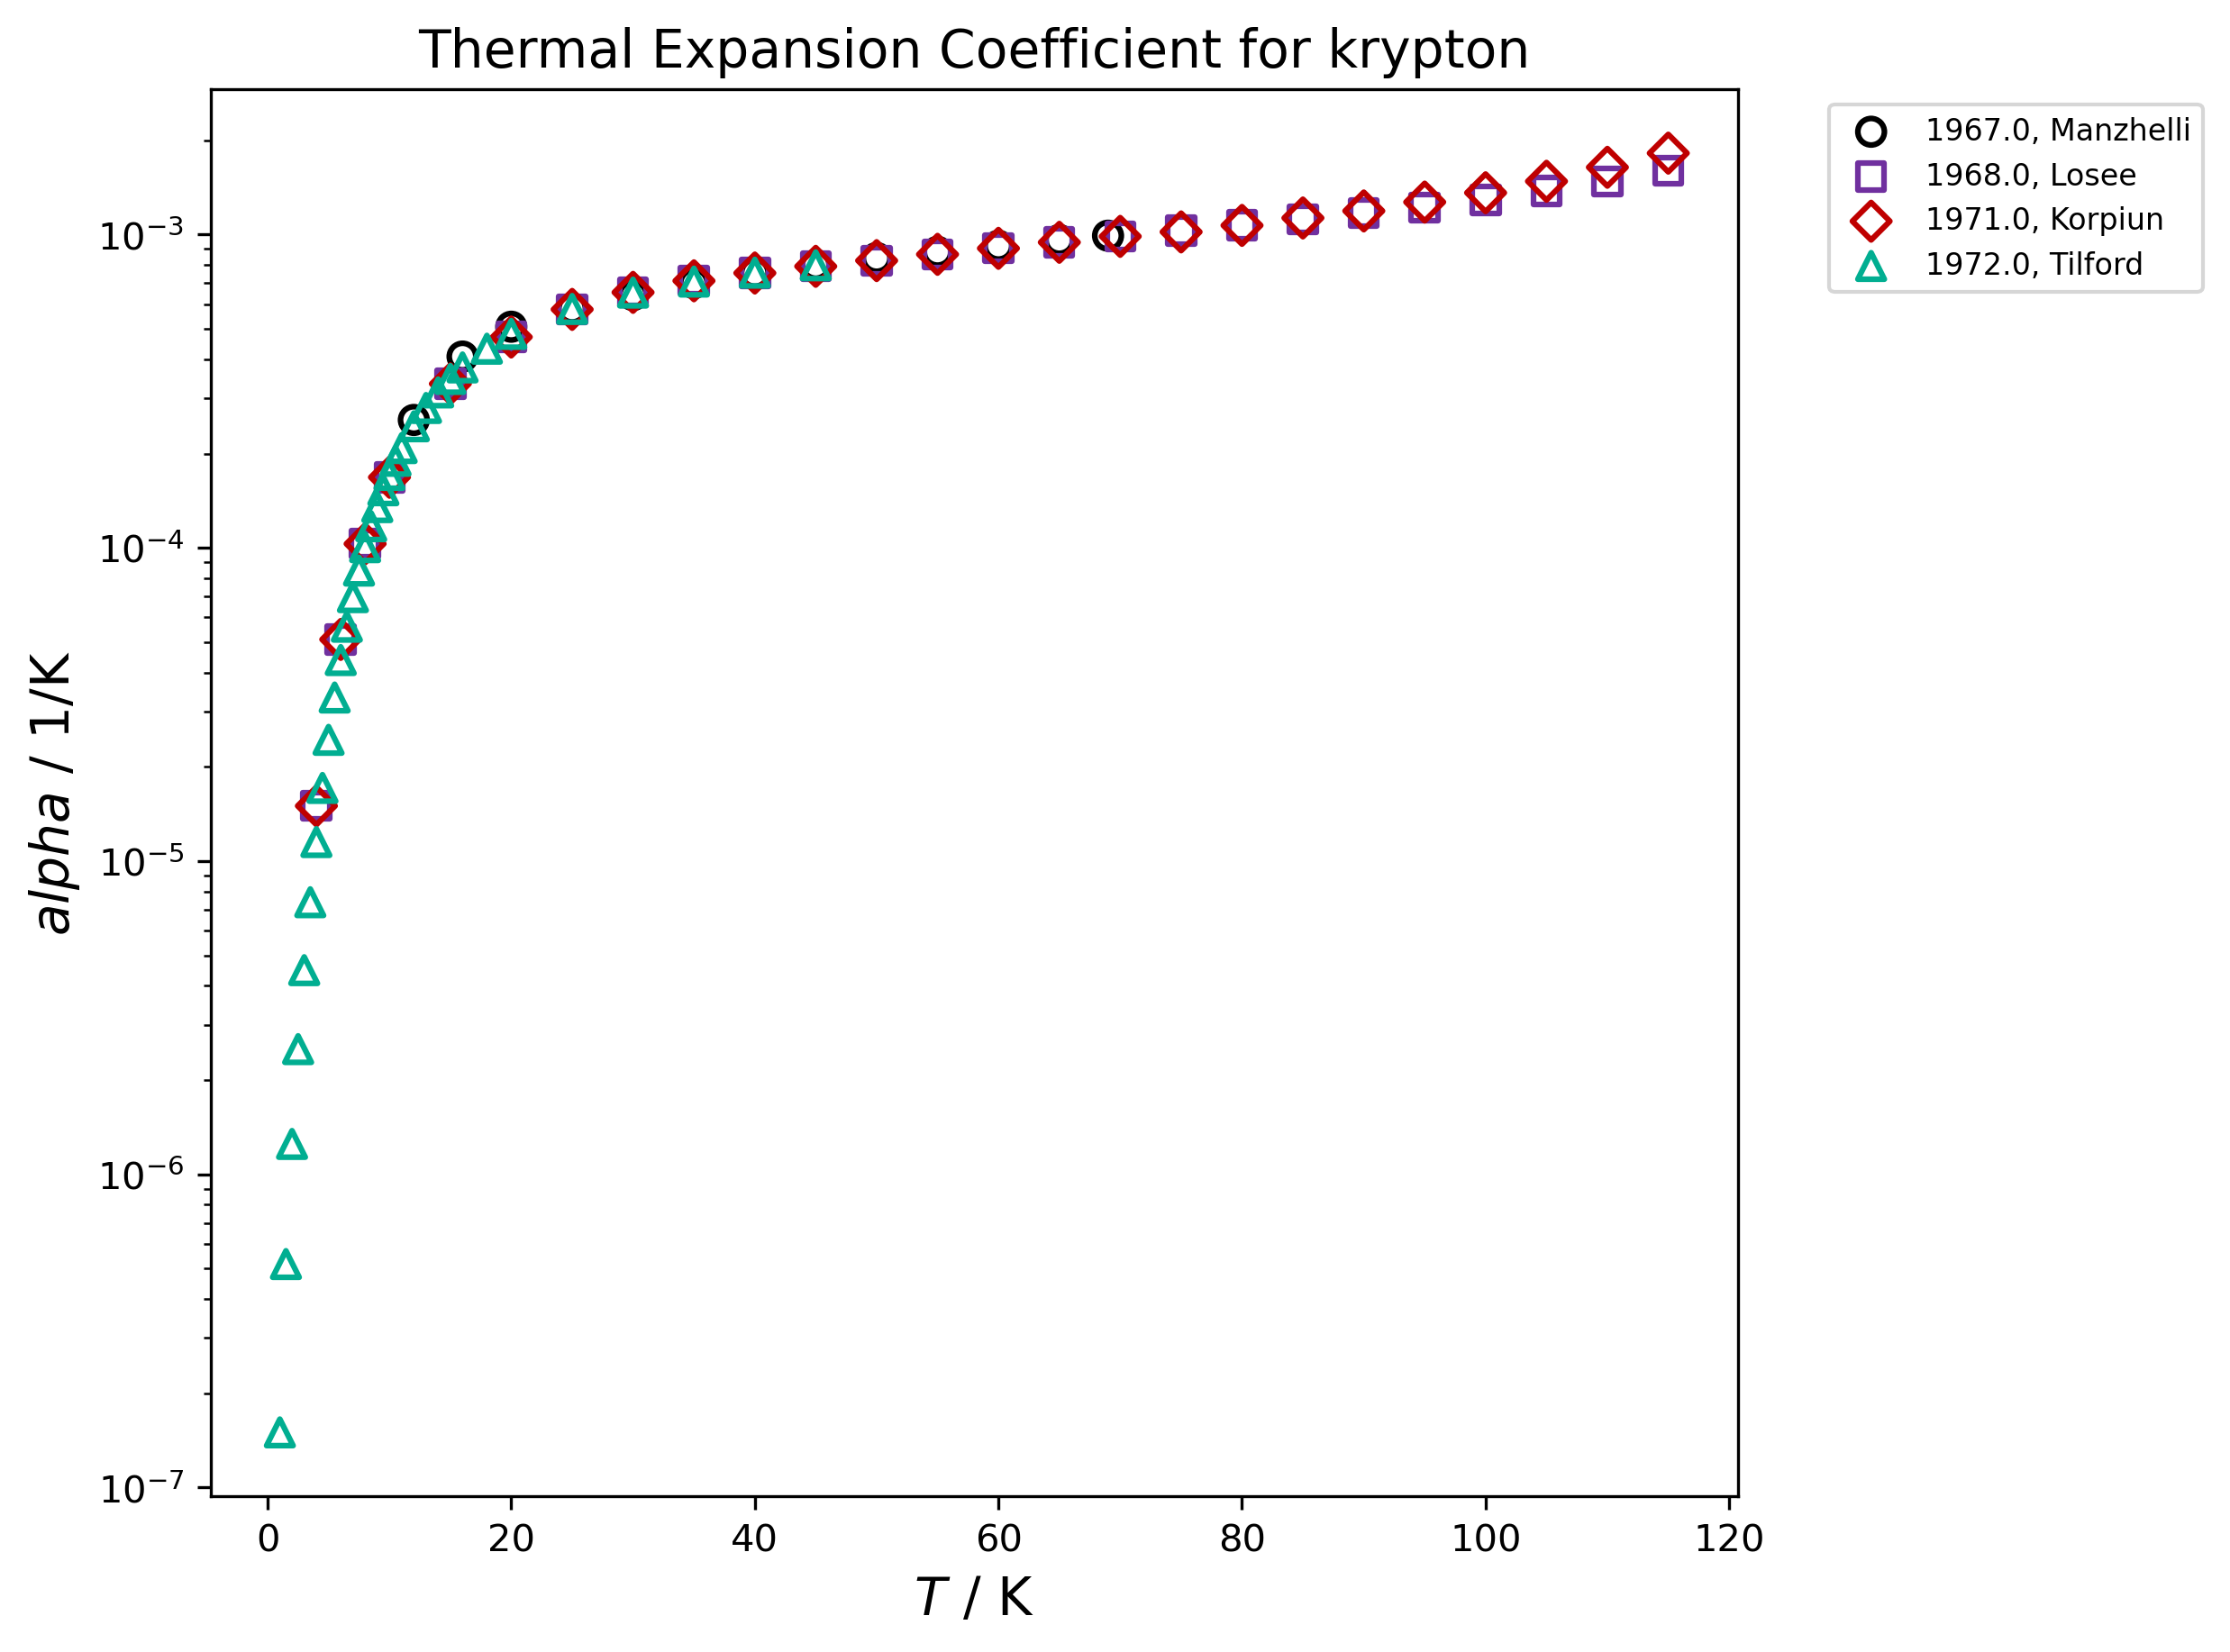 Thermal Expansion Coefficient for krypton
1967.0, Manzhelli
1968.0, Losee
1971.0, Korpiun
1972.0, Tilford
10⁻³
10⁻⁴
10⁻⁵
10⁻⁶
10⁻⁷
alpha / 1/K
0 20 40 60 80 100 120
T / K